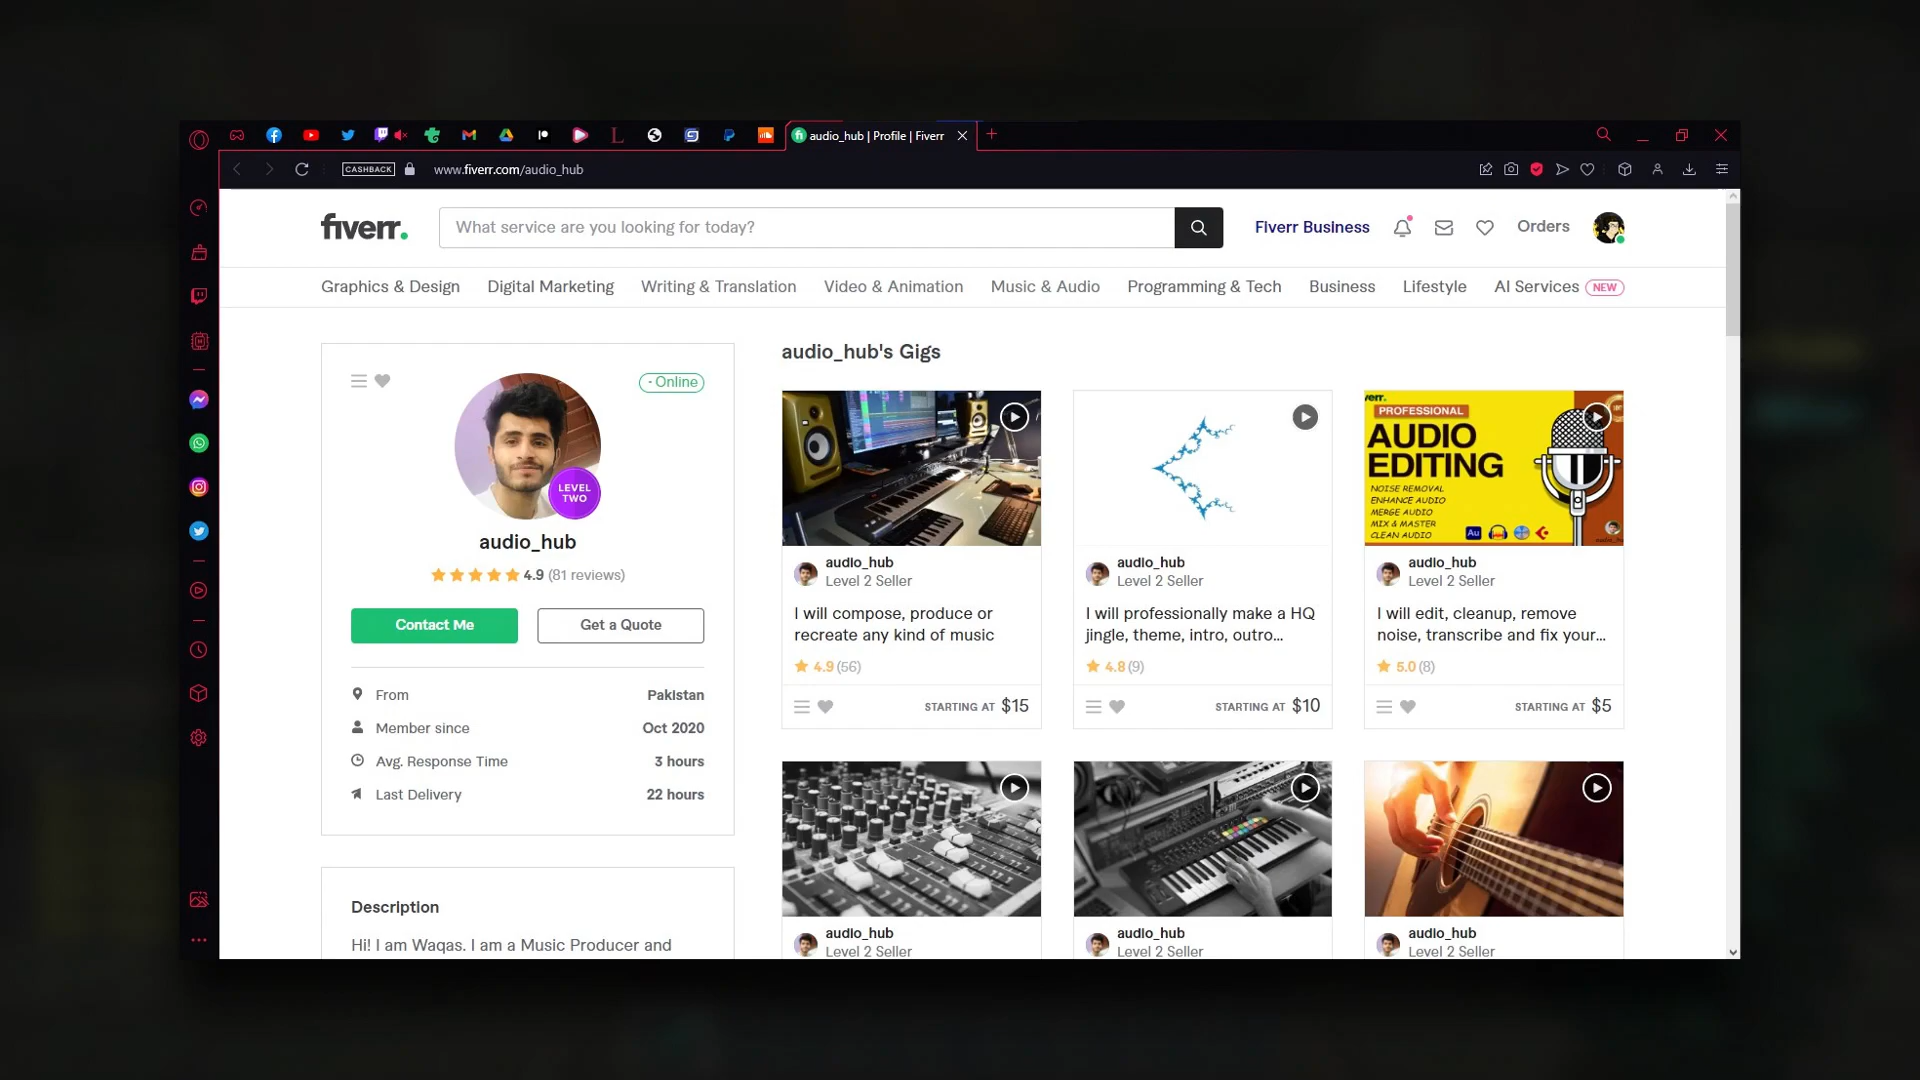 audio_hub | Profile | Fiverr
CASHBACK
www.fiverr.com/audio_hub
fiverr.
What service are you looking for today?
Fiverr Business
Orders
Graphics & Design
Digital Marketing
Writing & Translation
Video & Animation
Music & Audio
Programming & Tech
Business
Lifestyle
AI Services NEW
· Online
LEVEL
TWO
audio_hub
4.9 (81 reviews)
Contact Me
Get a Quote
From Pakistan
Member since Oct 2020
Avg. Response Time 3 hours
Last Delivery 22 hours
Description
Hi! I am Waqas. I am a Music Producer and
audio_hub's Gigs
audio_hub
Level 2 Seller
I will compose, produce or
recreate any kind of music
4.9 (56)
STARTING AT $15
audio_hub
Level 2 Seller
I will professionally make a HQ
jingle, theme, intro, outro...
4.8 (9)
STARTING AT $10
verr.
PROFESSIONAL
AUDIO
EDITING
NOISE REMOVAL
ENHANCE AUDIO
MERGE AUDIO
MIX & MASTER
CLEAN AUDIO
Au
audio_hub
Level 2 Seller
I will edit, cleanup, remove
noise, transcribe and fix your...
5.0 (8)
STARTING AT $5
audio_hub
Level 2 Seller
audio_hub
Level 2 Seller
audio_hub
Level 2 Seller